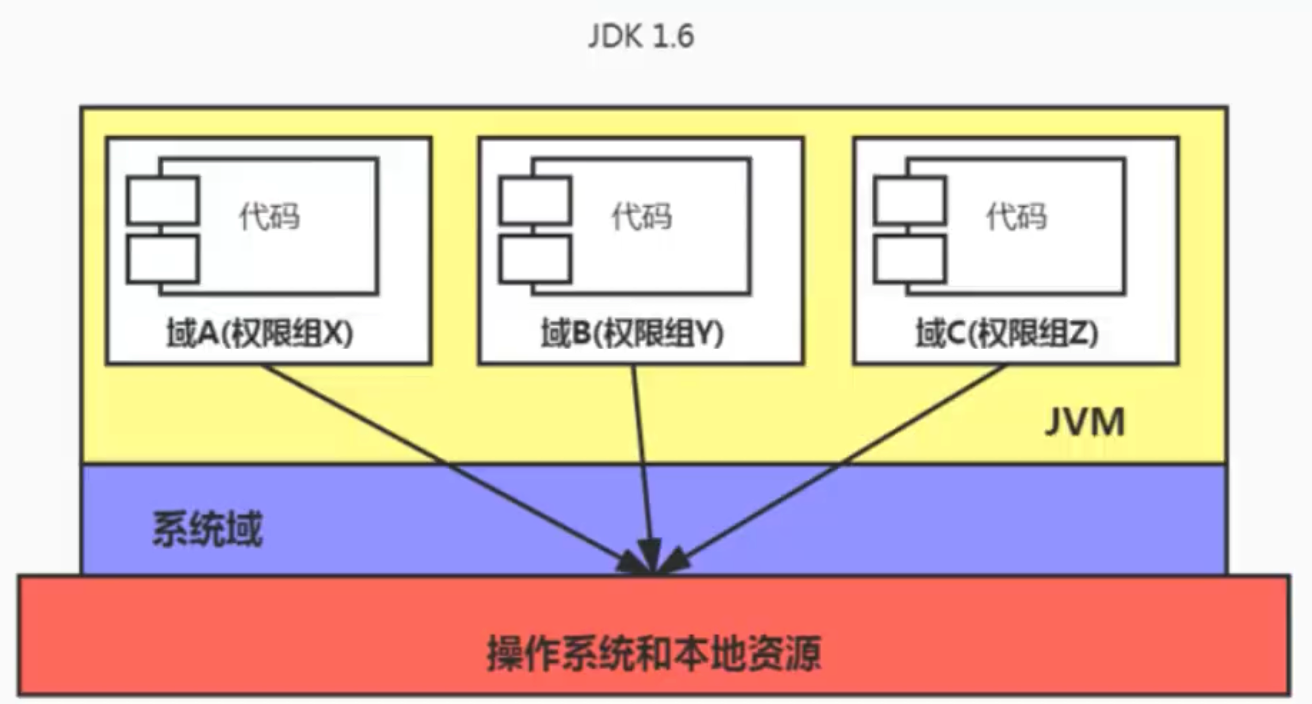 JDK 1.6
代码
代码
代码
域A(权限组X)
域B(权限组Y)
域C(权限组Z)
JVM
系统域
操作系统和本地资源